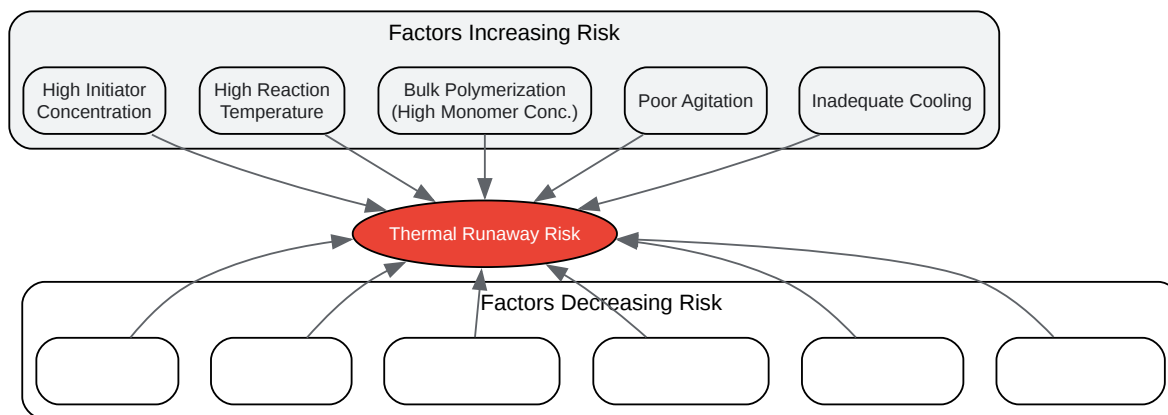 Factors Increasing Risk
High Initiator
Concentration
High Reaction
Temperature
Bulk Polymerization
(High Monomer Conc.)
Poor Agitation
Inadequate Cooling
Thermal Runaway Risk
Factors Decreasing Risk